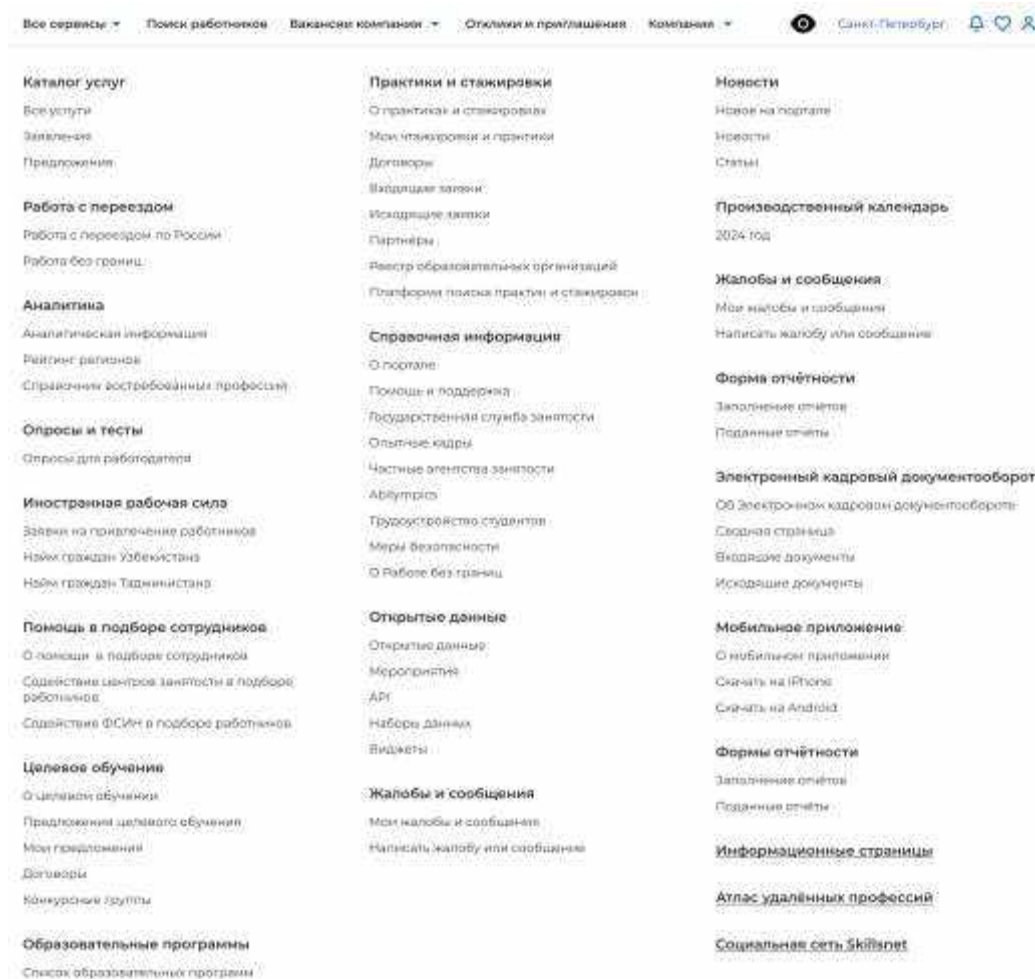 Все сервисы
Поиск работников
Вакансии компании
Отклики и приглашения
Компания
Санкт-Петербург
Каталог услуг
Все услуги
Заявления
Предложения
Работа с переездом
Работа с переездом по России
Работа без границ
Аналитика
Аналитическая информация
Рейтинг регионов
Справочник востребованных профессий
Опросы и тесты
Опросы для работодателя
Иностранная рабочая сила
Заявки на привлечение работников
Найм граждан Узбекистана
Найм граждан Таджикистана
Помощь в подборе сотрудников
О помощи в подборе сотрудников
Содействие центров занятости в подборе
работников
Содействие ФСИН в подборе работников
Целевое обучение
О целевом обучении
Предложения целевого обучения
Мои предложения
Договоры
Конкурсные группы
Образовательные программы
Список образовательных программ
Практики и стажировки
О практиках и стажировках
Мои стажировки и практики
Договоры
Входящие заявки
Исходящие заявки
Партнёры
Реестр образовательных организаций
Платформы поиска практик и стажировок
Справочная информация
О портале
Помощь и поддержка
Государственная служба занятости
Опытные кадры
Частные агентства занятости
Abilympics
Трудоустройство студентов
Меры безопасности
О Работе без границ
Открытые данные
Открытые данные
Мероприятия
API
Наборы данных
Виджеты
Жалобы и сообщения
Мои жалобы и сообщения
Написать жалобу или сообщение
Новости
Новое на портале
Новости
Статьи
Производственный календарь
2024 год
Жалобы и сообщения
Мои жалобы и сообщения
Написать жалобу или сообщение
Форма отчётности
Заполнение отчётов
Поданные отчёты
Электронный кадровый документооборот
Об Электронном кадровом документообороте
Сводная страница
Входящие документы
Исходящие документы
Мобильное приложение
О мобильном приложении
Скачать на iPhone
Скачать на Android
Формы отчётности
Заполнение отчётов
Поданные отчёты
Информационные страницы
Атлас удалённых профессий
Социальная сеть Skillsnet